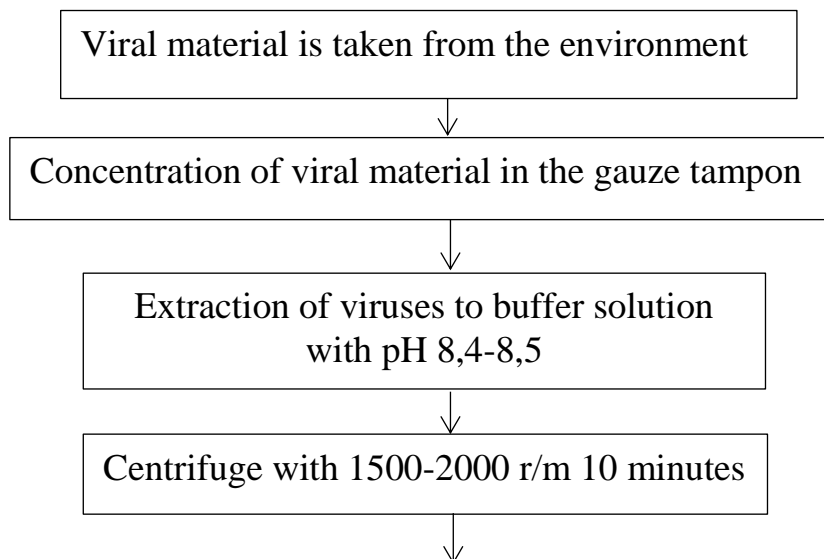 Viral material is taken from the environment
Concentration of viral material in the gauze tampon
Extraction of viruses to buffer solution
with pH 8,4-8,5
Centrifuge with 1500-2000 r/m 10 minutes